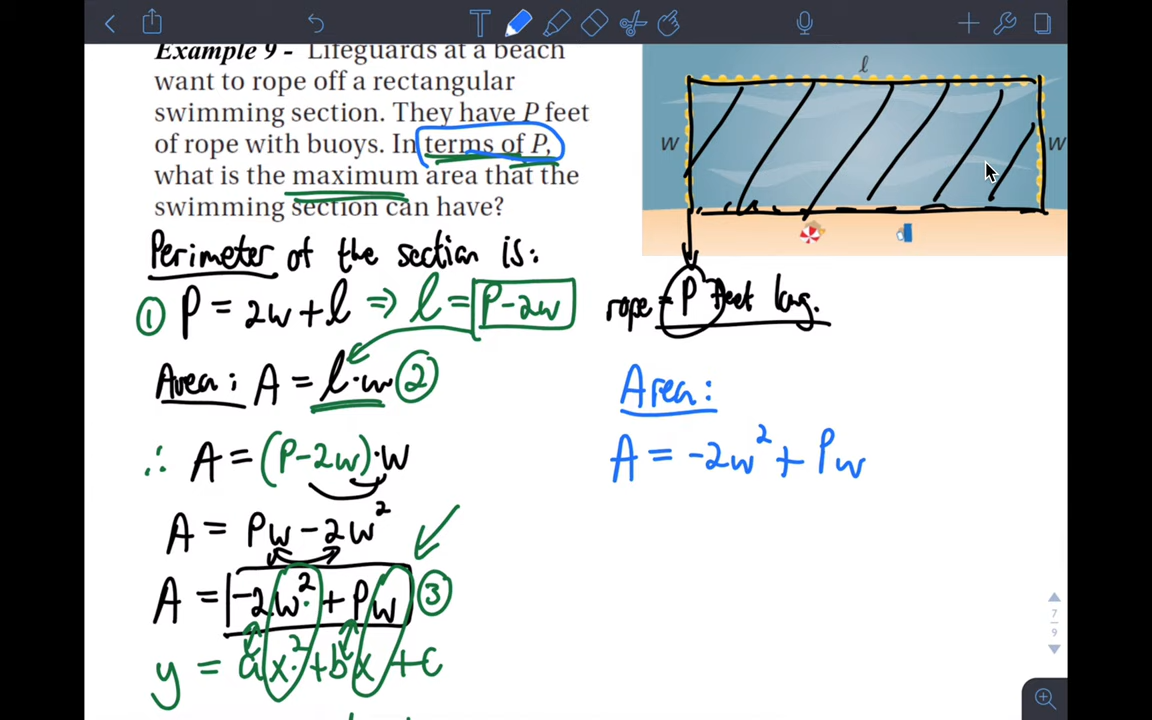 Example 9 - Lifeguards at a beach
want to rope off a rectangular
swimming section. They have P feet
of rope with buoys. In terms of P,
what is the maximum area that the
swimming section can have?
ℓ
w
w
Perimeter of the section is:
① P = 2w + l ⇒ l = P-2w
rope = P feet long.
Area: A = l·w ②
∴ A = (P-2w)·w
A = Pw - 2w²
A = -2w² + Pw ③
y = ax² + bx + c
Area:
A = -2w² + Pw
7
9